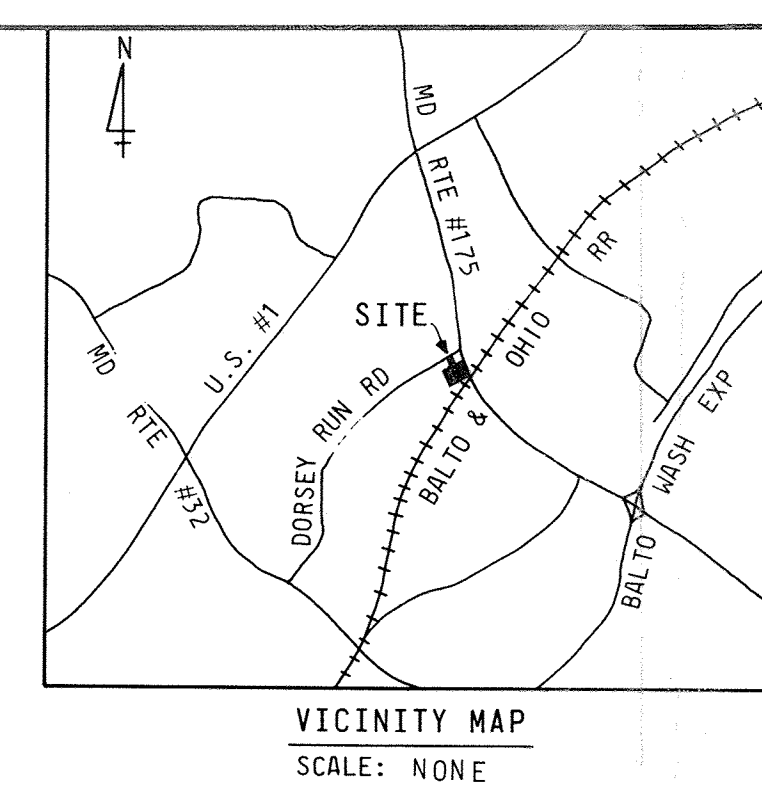 N
MD RTE #175
RR
SITE
OHIO
U.S. #1
MD RTE #32
DORSEY RUN RD
BALTO &
WASH EXP
BALTO
VICINITY MAP
SCALE: NONE